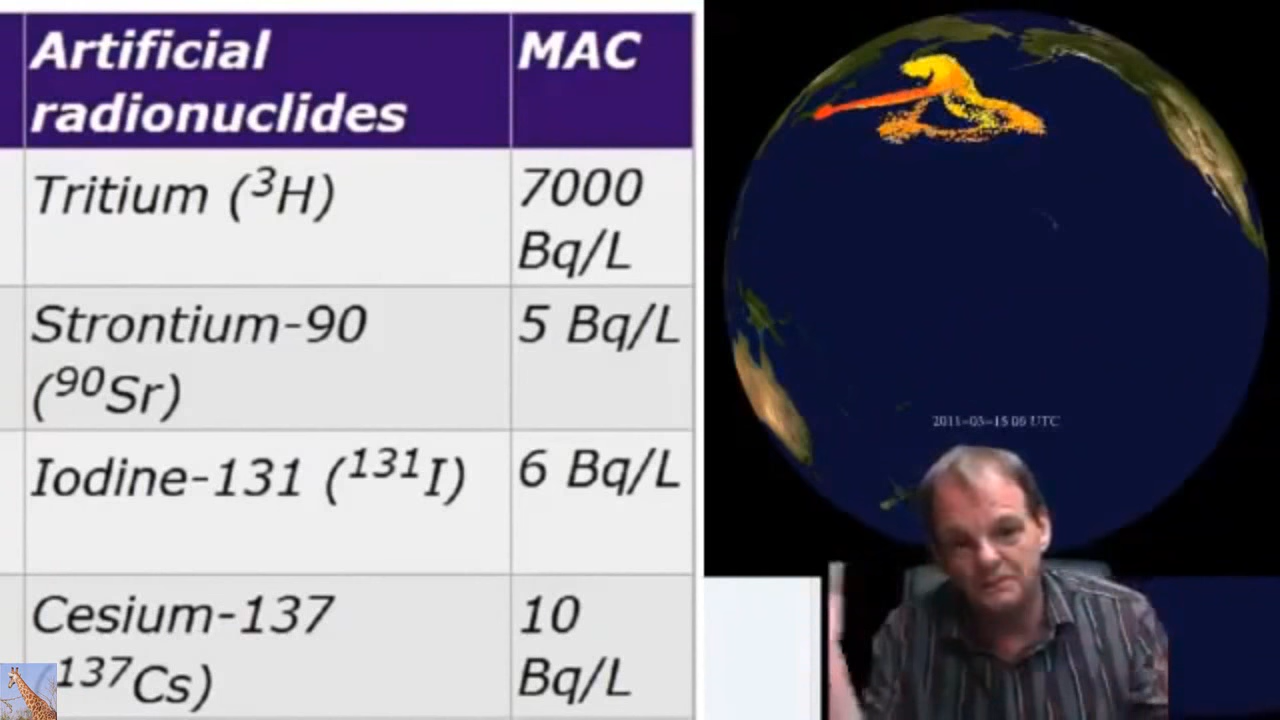 Artificial
radionuclides
MAC
Tritium (³H)
7000
Bq/L
Strontium-90
(⁹⁰Sr)
5 Bq/L
Iodine-131 (¹³¹I)
6 Bq/L
Cesium-137
¹³⁷Cs)
10
Bq/L
2011-03-15 06 UTC